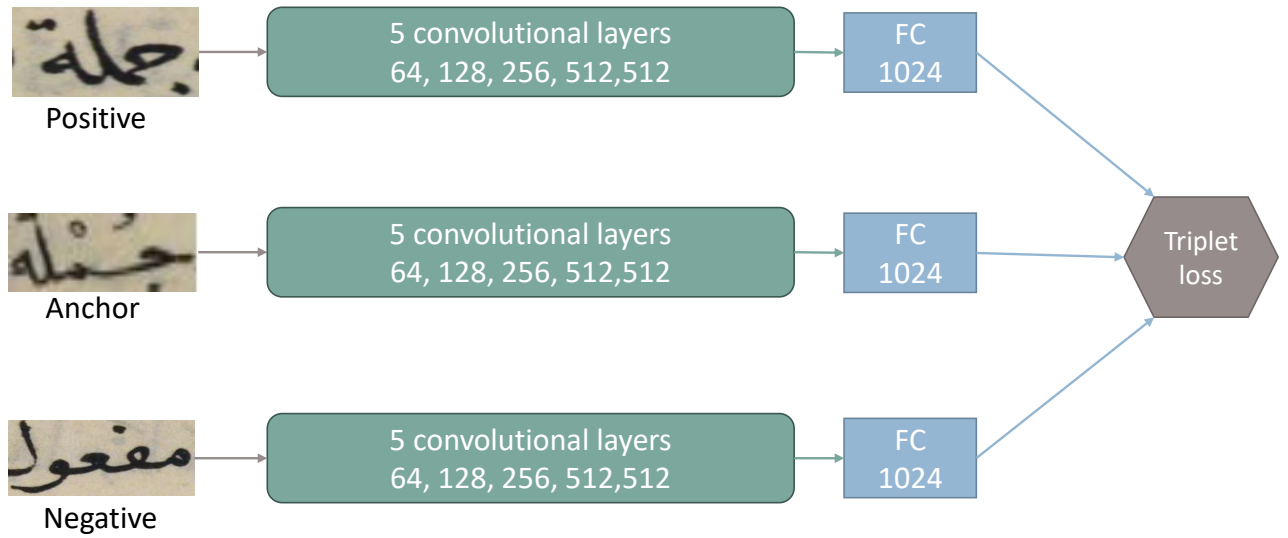 جملة
5 convolutional layers
64, 128, 256, 512,512
FC
1024
Positive
جُمْلة
5 convolutional layers
64, 128, 256, 512,512
FC
1024
Triplet
loss
Anchor
مفعول
5 convolutional layers
64, 128, 256, 512,512
FC
1024
Negative